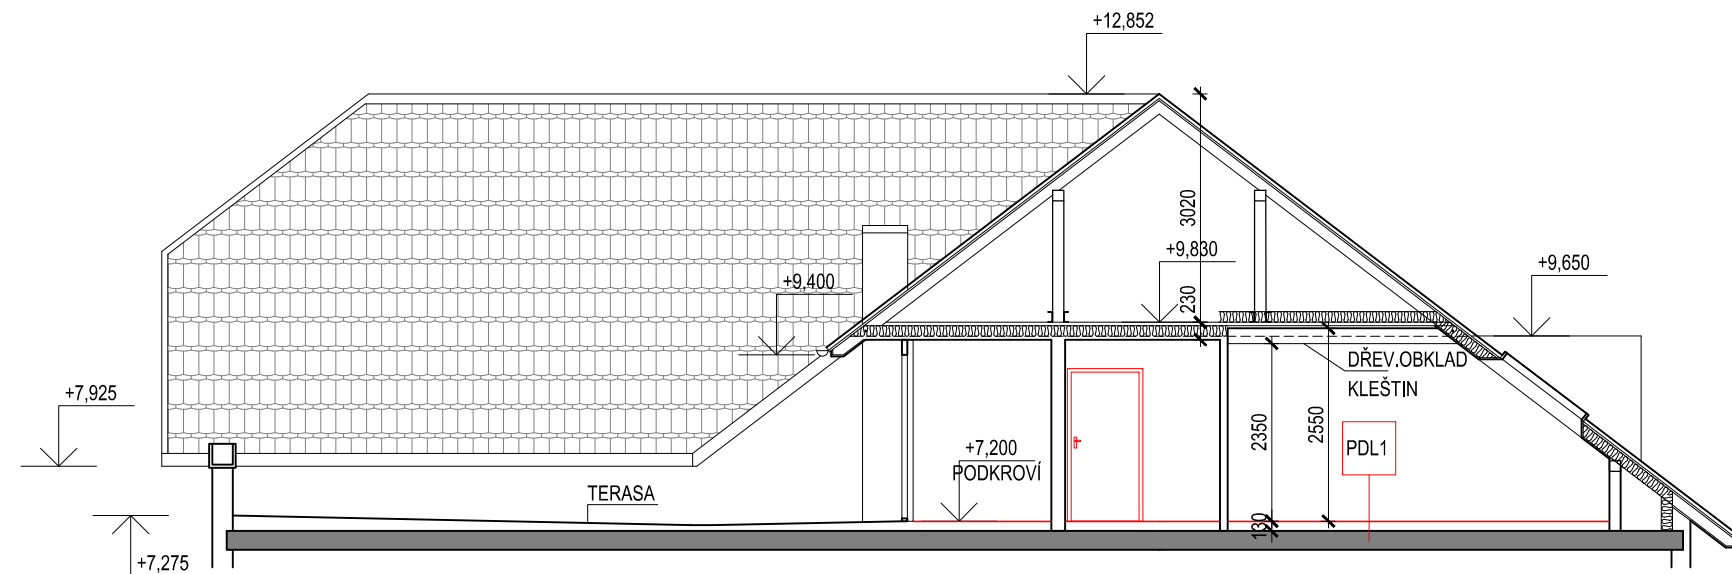 +12,852
3020
+9,830
+9,650
+9,400
230
DŘEV.OBKLAD
KLEŠTIN
+7,925
2350
2550
PDL1
+7,200
PODKROVÍ
TERASA
130
+7,275